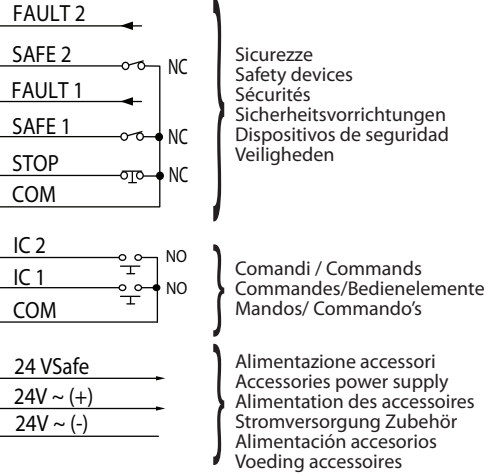 FAULT 2
SAFE 2
NC
FAULT 1
SAFE 1
NC
STOP
NC
COM
Sicurezze
Safety devices
Sécurités
Sicherheitsvorrichtungen
Dispositivos de seguridad
Veiligheden
IC 2
NO
IC 1
NO
COM
Comandi / Commands
Commandes/Bedienelemente
Mandos/ Commando's
24 VSafe
24V ~ (+)
24V ~ (-)
Alimentazione accessori
Accessories power supply
Alimentation des accessoires
Stromversorgung Zubehör
Alimentación accesorios
Voeding accessoires